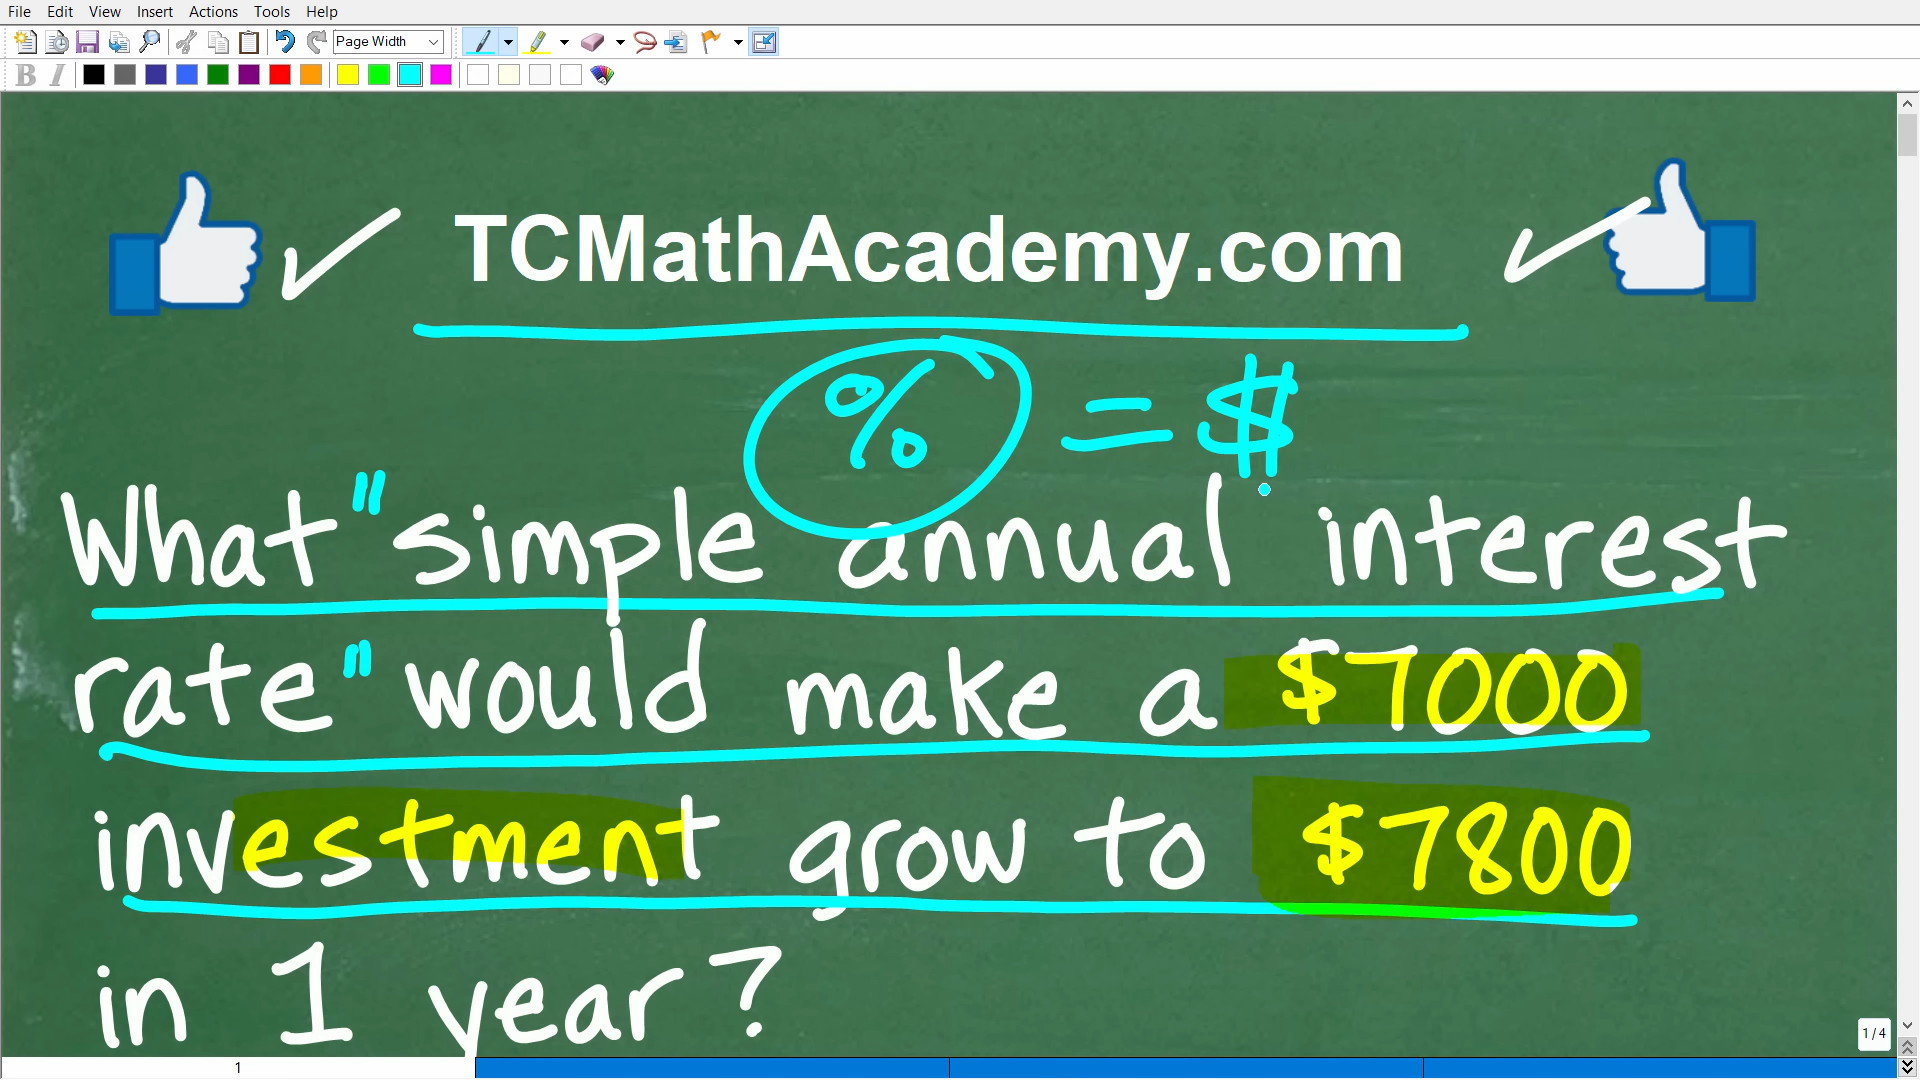 File Edit View Insert Actions Tools Help
Page Width
B I
TCMathAcademy.com
% = $
What "simple annual interest
rate" would make a $7000
investment grow to $7800
in 1 year?
1 / 4
1